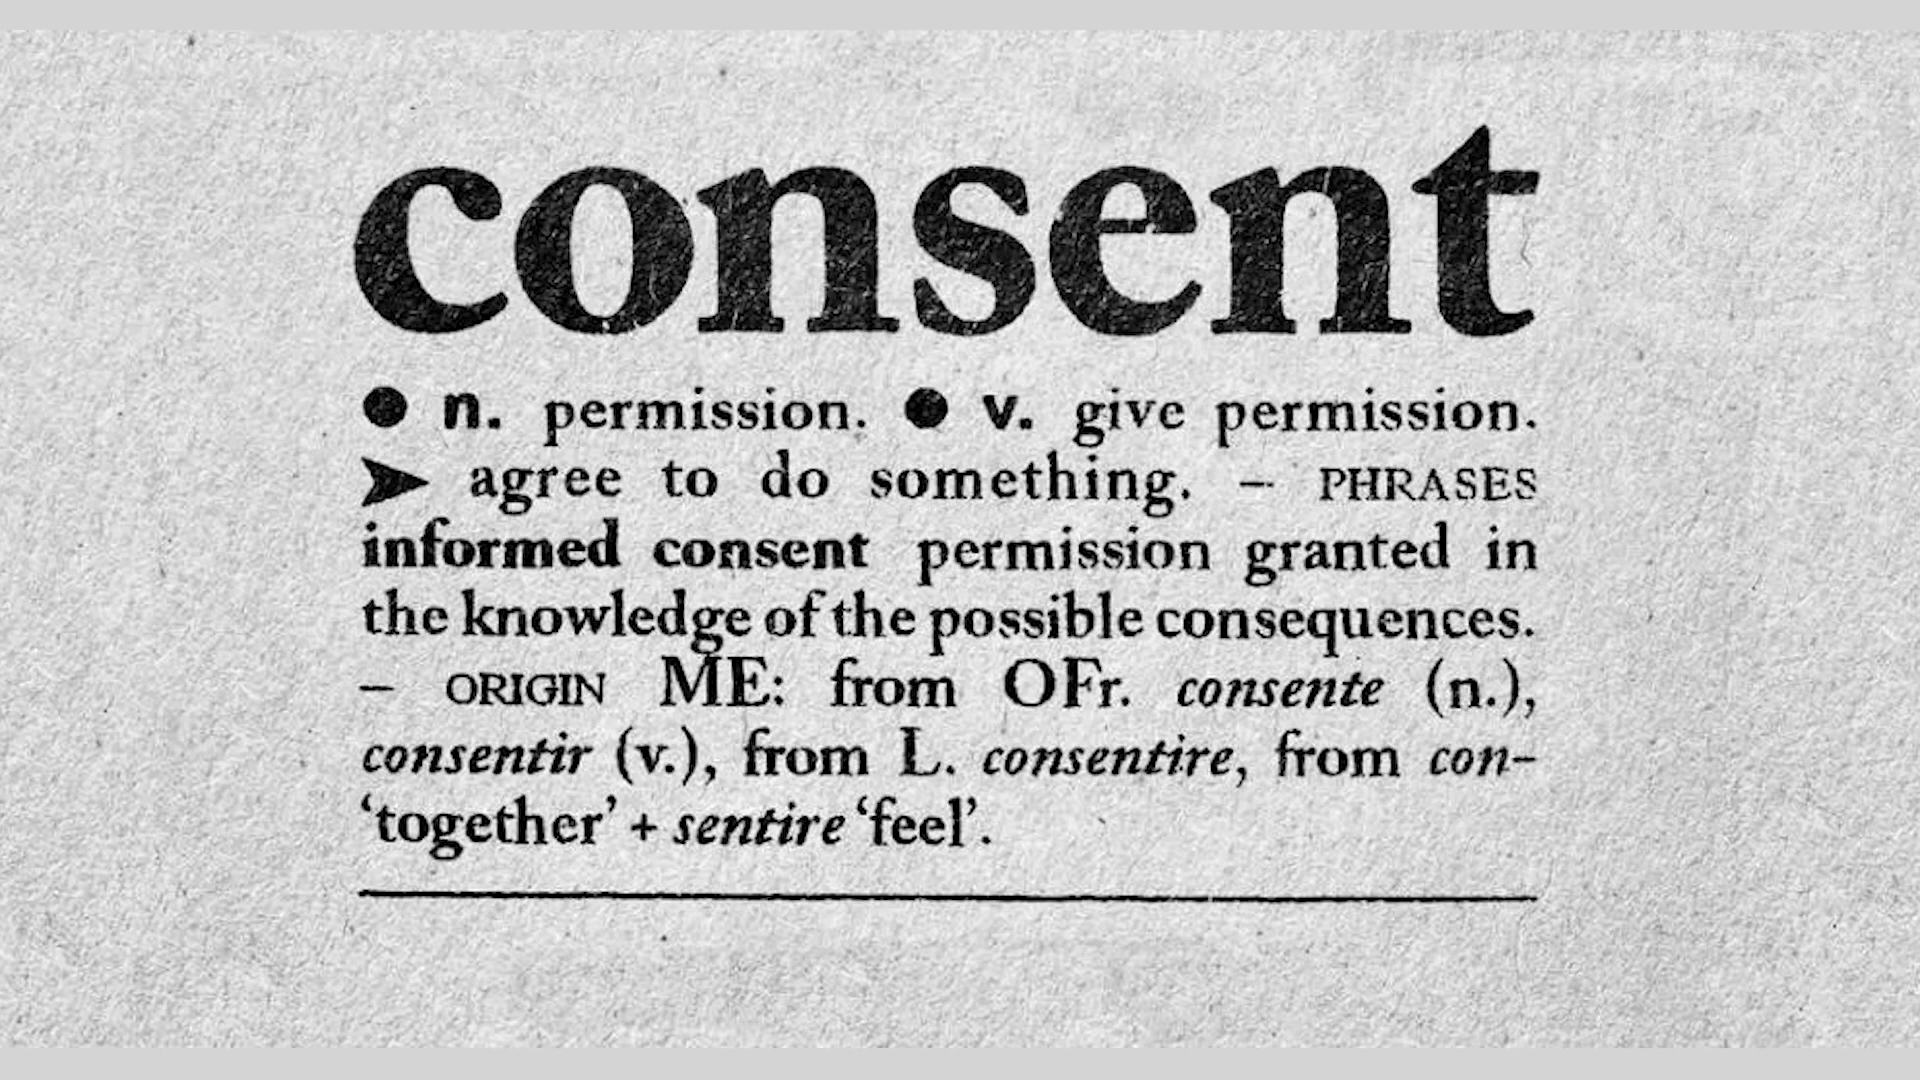 consent
● n. permission. ● v. give permission.
➤ agree to do something. – PHRASES
informed consent permission granted in
the knowledge of the possible consequences.
– ORIGIN ME: from OFr. consente (n.),
consentir (v.), from L. consentire, from con-
‘together’ + sentire ‘feel’.